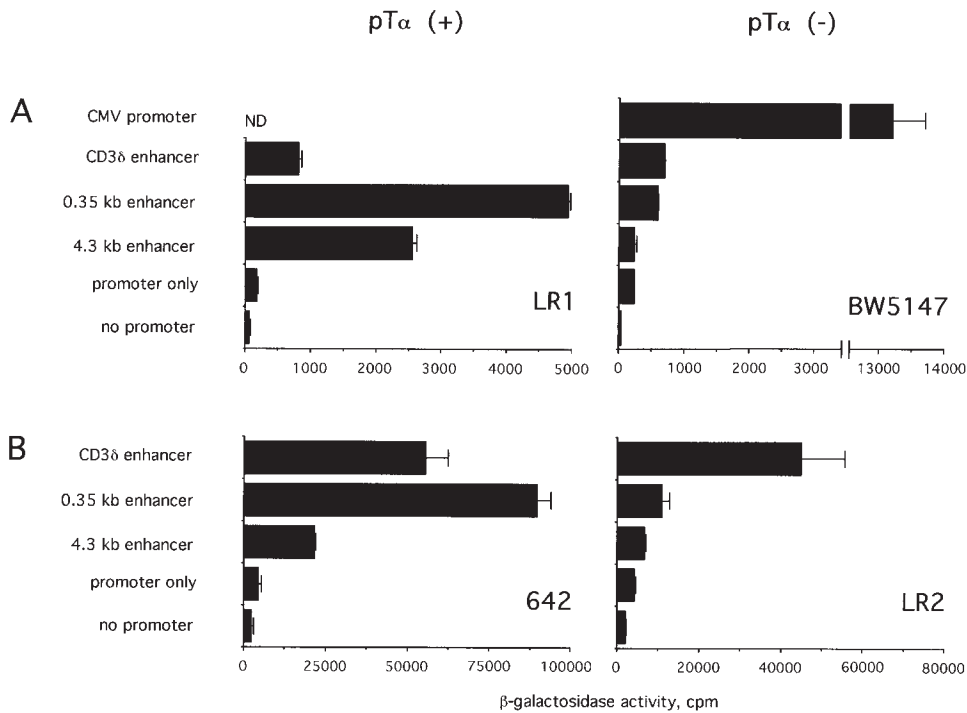 pTα (+)
pTα (-)
A
CMV promoter
CD3δ enhancer
0.35 kb enhancer
4.3 kb enhancer
promoter only
no promoter
ND
LR1
0 1000 2000 3000 4000 5000
BW5147
0 1000 2000 3000 13000 14000
B
CD3δ enhancer
0.35 kb enhancer
4.3 kb enhancer
promoter only
no promoter
642
0 25000 50000 75000 100000
LR2
0 20000 40000 60000 80000
β-galactosidase activity, cpm